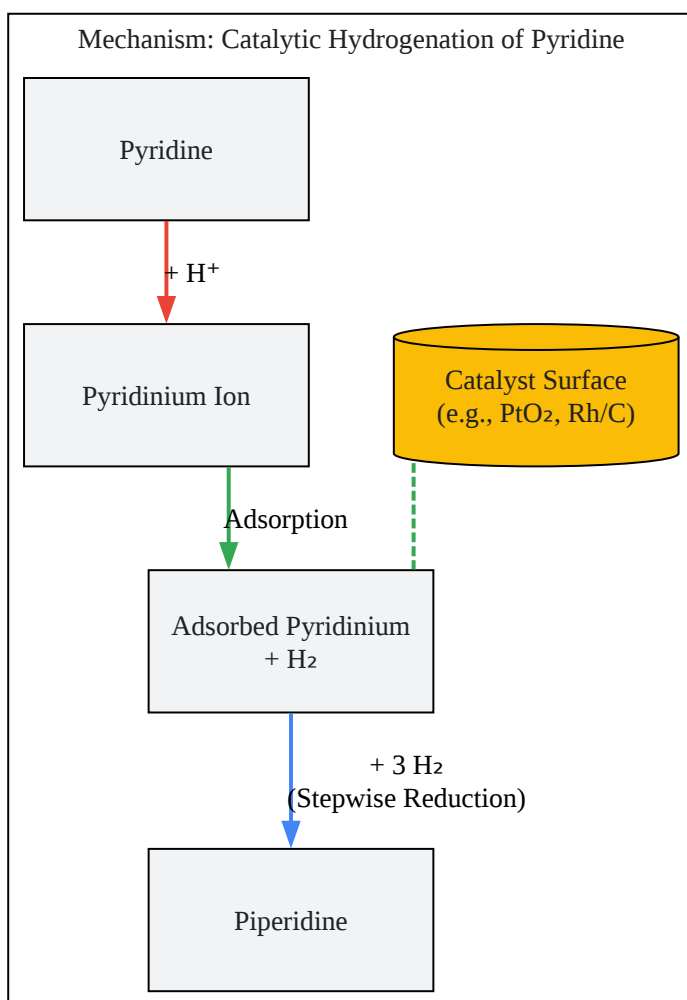 Mechanism: Catalytic Hydrogenation of Pyridine
Pyridine
+ H⁺
Pyridinium Ion
Catalyst Surface
(e.g., PtO₂, Rh/C)
Adsorption
Adsorbed Pyridinium
+ H₂
+ 3 H₂
(Stepwise Reduction)
Piperidine